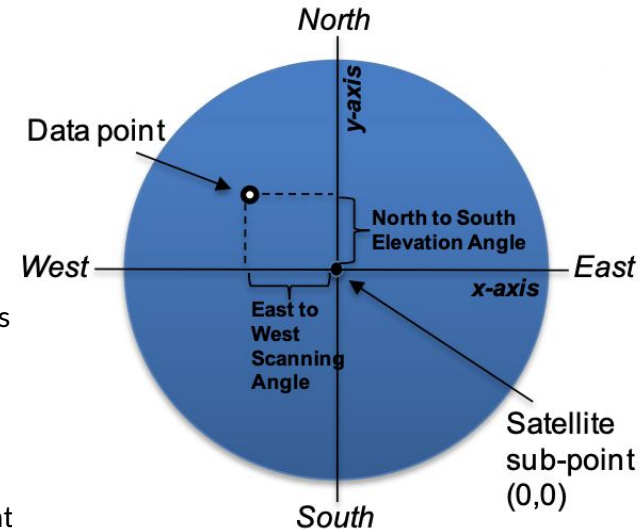 North
y-axis
Data point
North to South
Elevation Angle
West
East
x-axis
s
East to
West
Scanning
Angle
Satellite
sub-point
(0,0)
nt
South